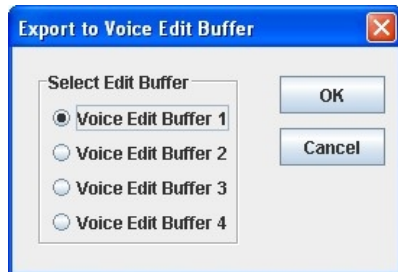 Export to Voice Edit Buffer
Select Edit Buffer
Voice Edit Buffer 1
Voice Edit Buffer 2
Voice Edit Buffer 3
Voice Edit Buffer 4
OK
Cancel